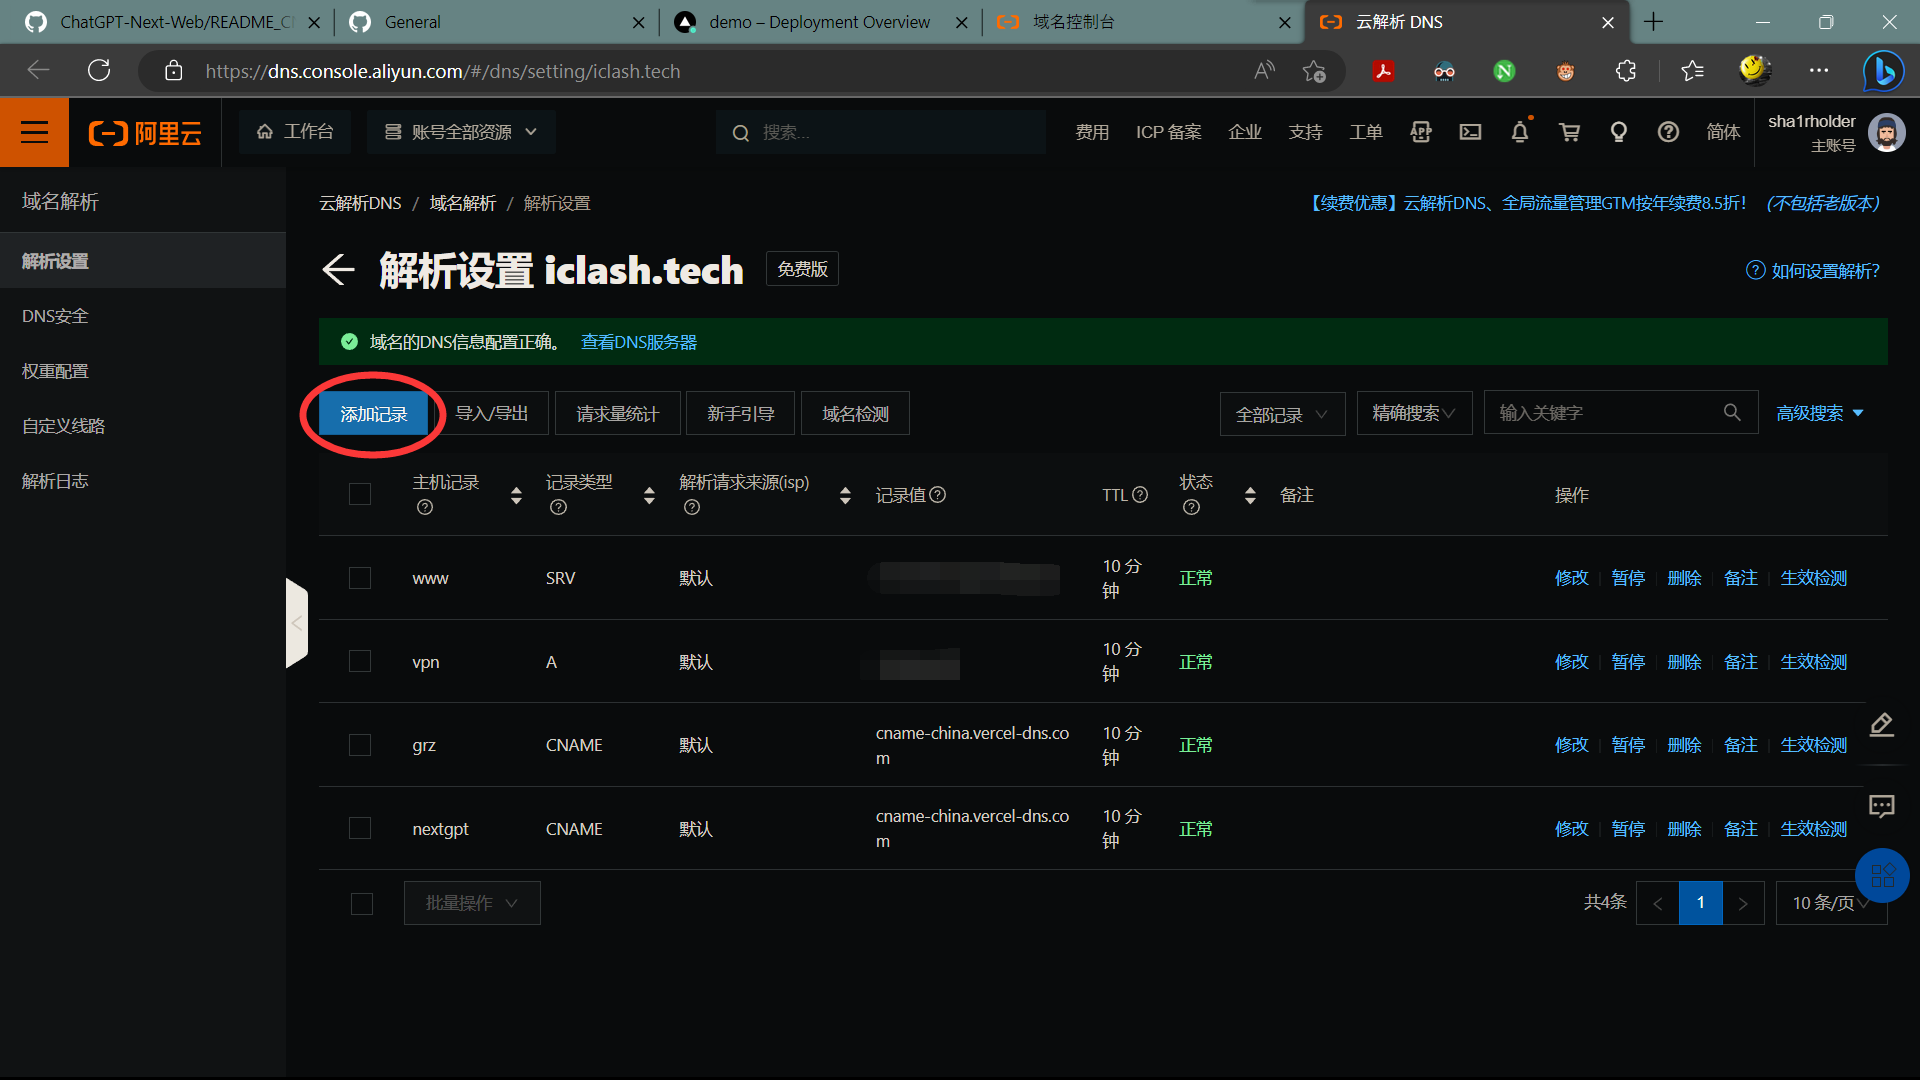 ChatGPT-Next-Web/README_C
General
demo – Deployment Overview
域名控制台
云解析 DNS
https://dns.console.aliyun.com/#/dns/setting/iclash.tech
阿里云
工作台
账号全部资源
搜索...
费用
ICP 备案
企业
支持
工单
简体
sha1rholder
主账号
域名解析
解析设置
DNS安全
权重配置
自定义线路
解析日志
云解析DNS / 域名解析 / 解析设置
【续费优惠】云解析DNS、全局流量管理GTM按年续费8.5折! (不包括老版本)
解析设置 iclash.tech
免费版
如何设置解析?
域名的DNS信息配置正确。 查看DNS服务器
添加记录
导入/导出
请求量统计
新手引导
域名检测
全部记录
精确搜索
输入关键字
高级搜索
主机记录
记录类型
解析请求来源(isp)
记录值
TTL
状态
备注
操作
www SRV 默认 10 分钟 正常 修改 暂停 删除 备注 生效检测
vpn A 默认 10 分钟 正常 修改 暂停 删除 备注 生效检测
grz CNAME 默认 cname-china.vercel-dns.com 10 分钟 正常 修改 暂停 删除 备注 生效检测
nextgpt CNAME 默认 cname-china.vercel-dns.com 10 分钟 正常 修改 暂停 删除 备注 生效检测
批量操作
共4条
< 1 >
10 条/页